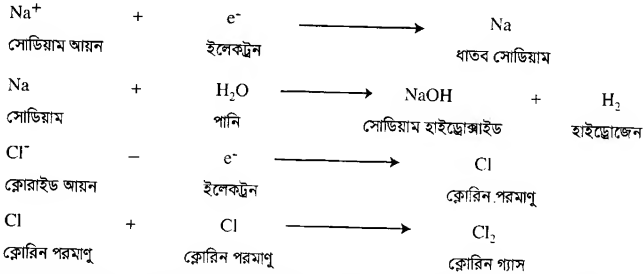 Na⁺ + e⁻ ⟶ Na
সোডিয়াম আয়ন ইলেকট্রন ধাতব সোডিয়াম
Na + H₂O ⟶ NaOH + H₂
সোডিয়াম পানি সোডিয়াম হাইড্রোক্সাইড হাইড্রোজেন
Cl⁻ − e⁻ ⟶ Cl
ক্লোরাইড আয়ন ইলেকট্রন ক্লোরিন পরমাণু
Cl + Cl ⟶ Cl₂
ক্লোরিন পরমাণু ক্লোরিন পরমাণু ক্লোরিন গ্যাস